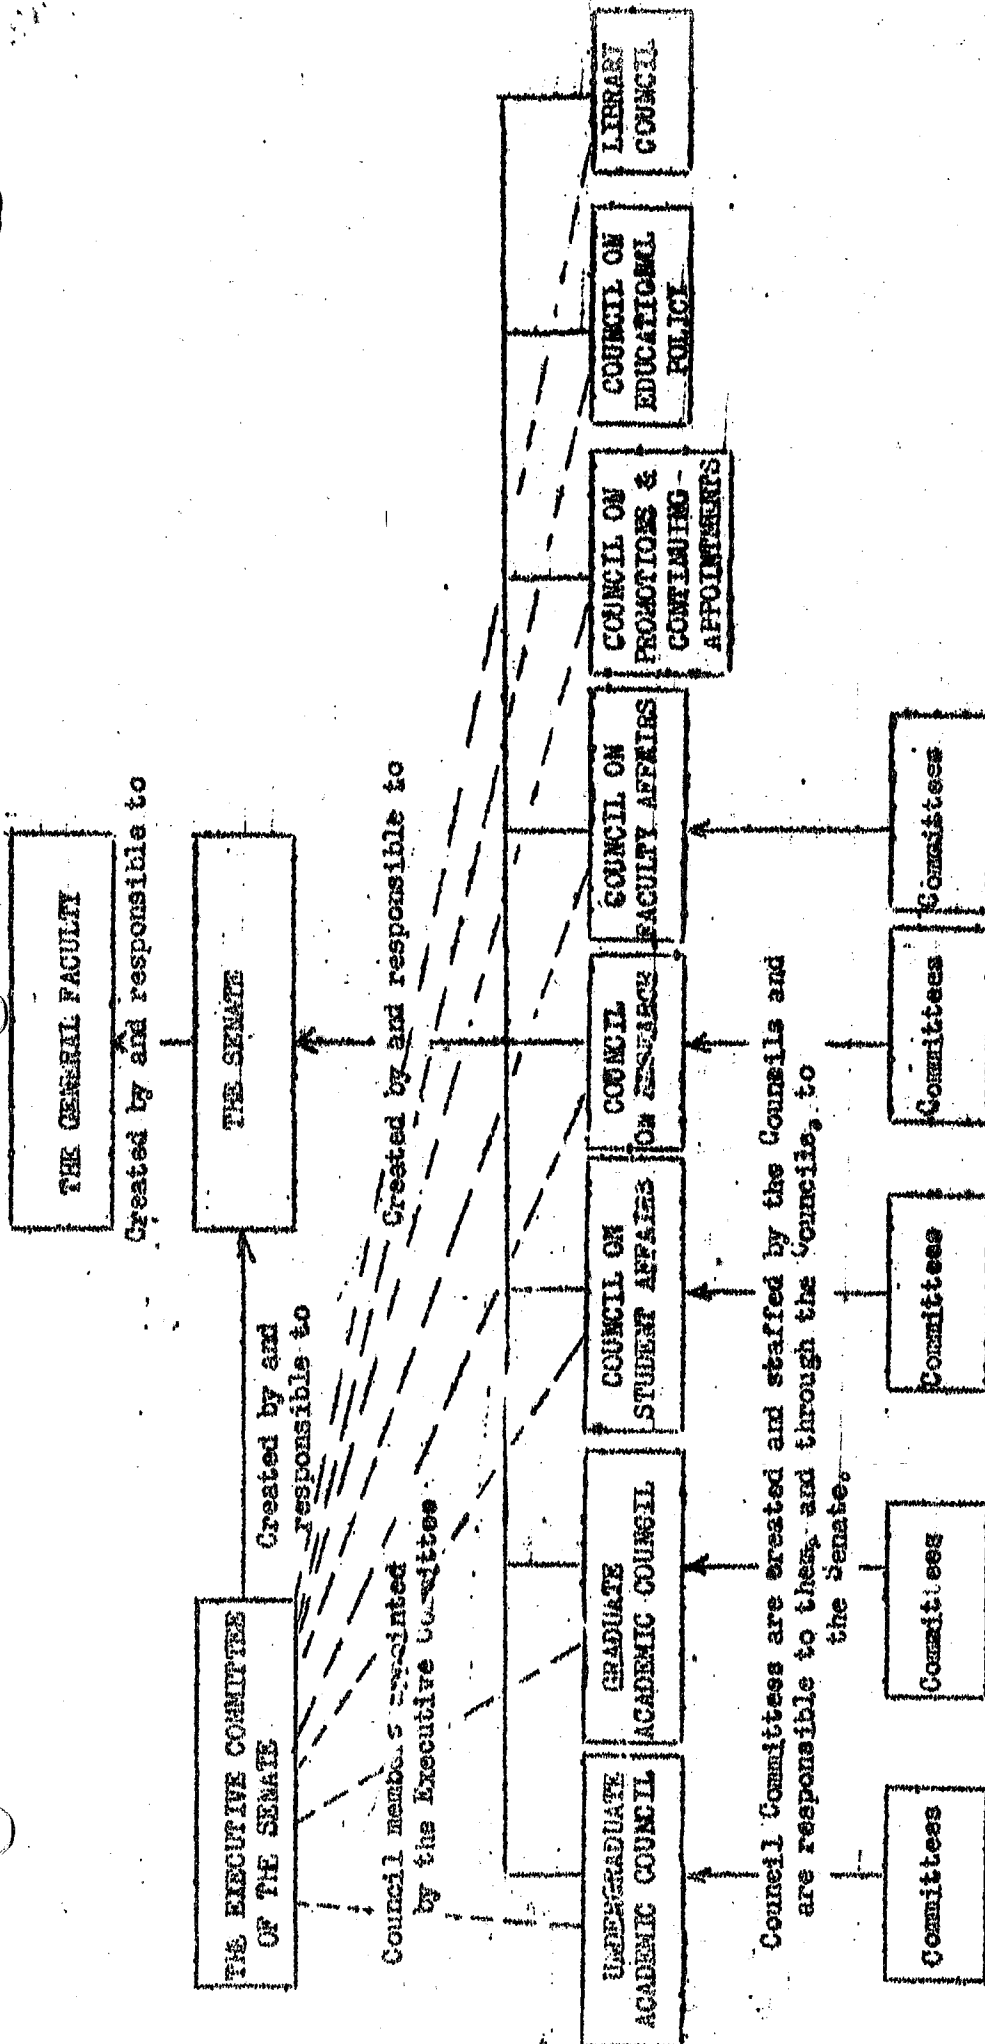 THE GENERAL FACULTY
Created by and responsible to
THE EXECUTIVE COMMITTEE
OF THE SENATE
THE SENATE
Created by and
responsible to
Council members appointed
by the Executive Committee
Created by and responsible to
UNDERGRADUATE
ACADEMIC COUNCIL
GRADUATE
ACADEMIC COUNCIL
COUNCIL ON
STUDENT AFFAIRS
COUNCIL
On RESEARCH
COUNCIL ON
FACULTY AFFAIRS
COUNCIL ON
PROMOTIONS &
CONTINUING-
APPOINTMENTS
COUNCIL ON
EDUCATIONAL
POLICY
LIBRARY
COUNCIL
Council Committees are created and staffed by the Councils and
are responsible to them, and through the Councils, to
the Senate.
Committees
Committees
Committees
Committees
Committees